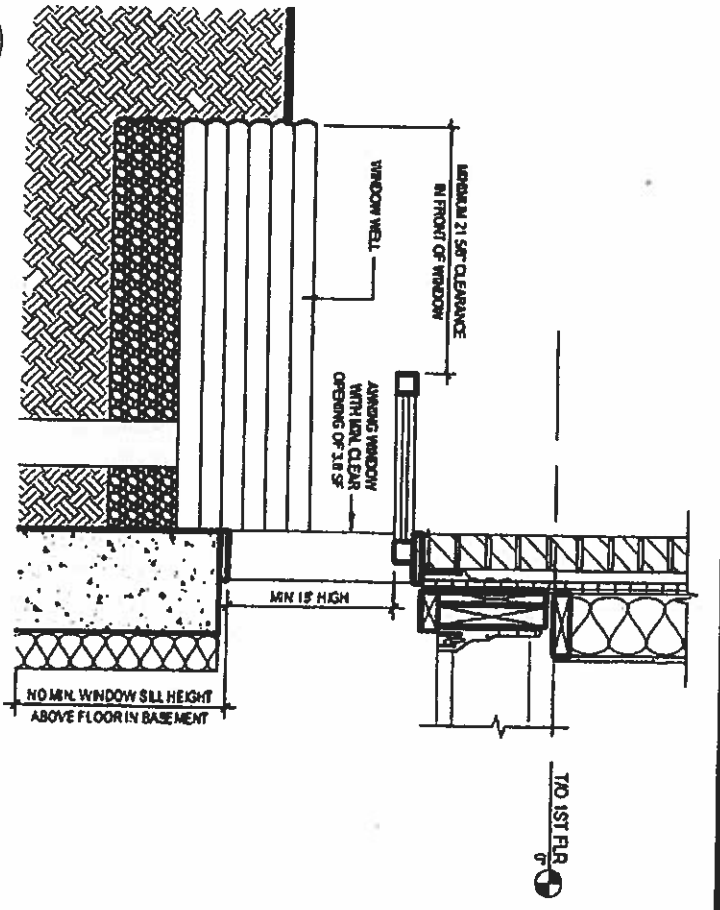 MINIMUM 21 5/8" CLEARANCE
IN FRONT OF WINDOW
WINDOW WELL
AWNING WINDOW
WITH MIN. CLEAR
OPENING OF 3.8 SF
MIN 15" HIGH
NO MIN. WINDOW SILL HEIGHT
ABOVE FLOOR IN BASEMENT
T/O 1ST FLR
0"